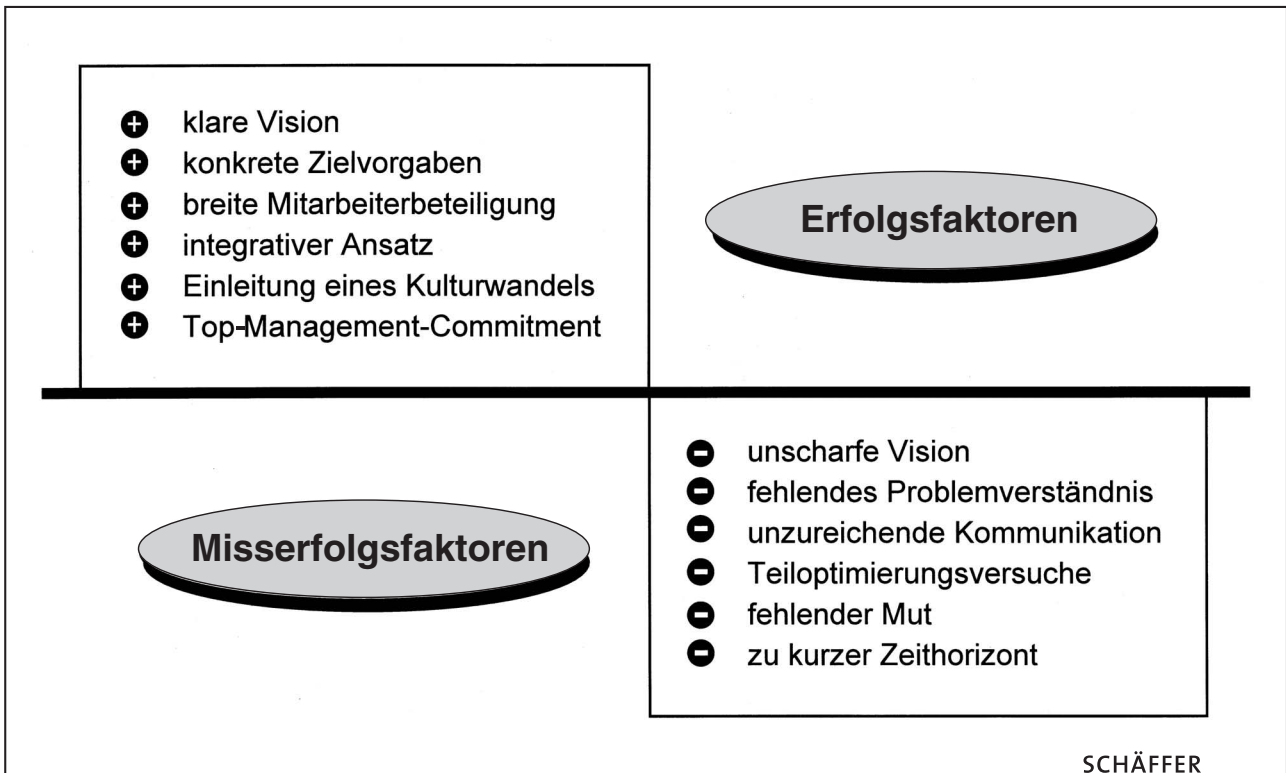 klare Vision
konkrete Zielvorgaben
breite Mitarbeiterbeteiligung
integrativer Ansatz
Einleitung eines Kulturwandels
Top-Management-Commitment
Erfolgsfaktoren
Misserfolgsfaktoren
unscharfe Vision
fehlendes Problemverständnis
unzureichende Kommunikation
Teiloptimierungsversuche
fehlender Mut
zu kurzer Zeithorizont
SCHÄFFER